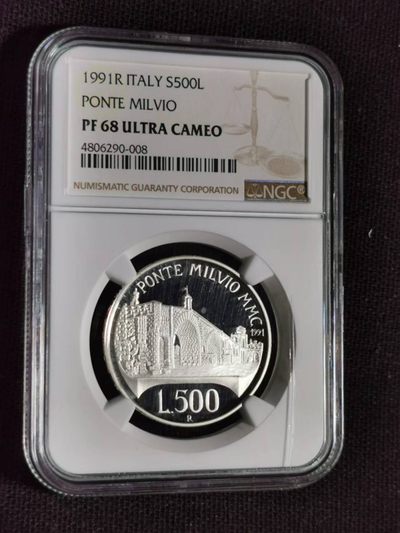 1991R ITALY S500L
PONTE MILVIO
PF 68 ULTRA CAMEO
4806290-008
NUMISMATIC GUARANTY CORPORATION
NGC®
PONTE MILVIO MMC
1991
L.500
R